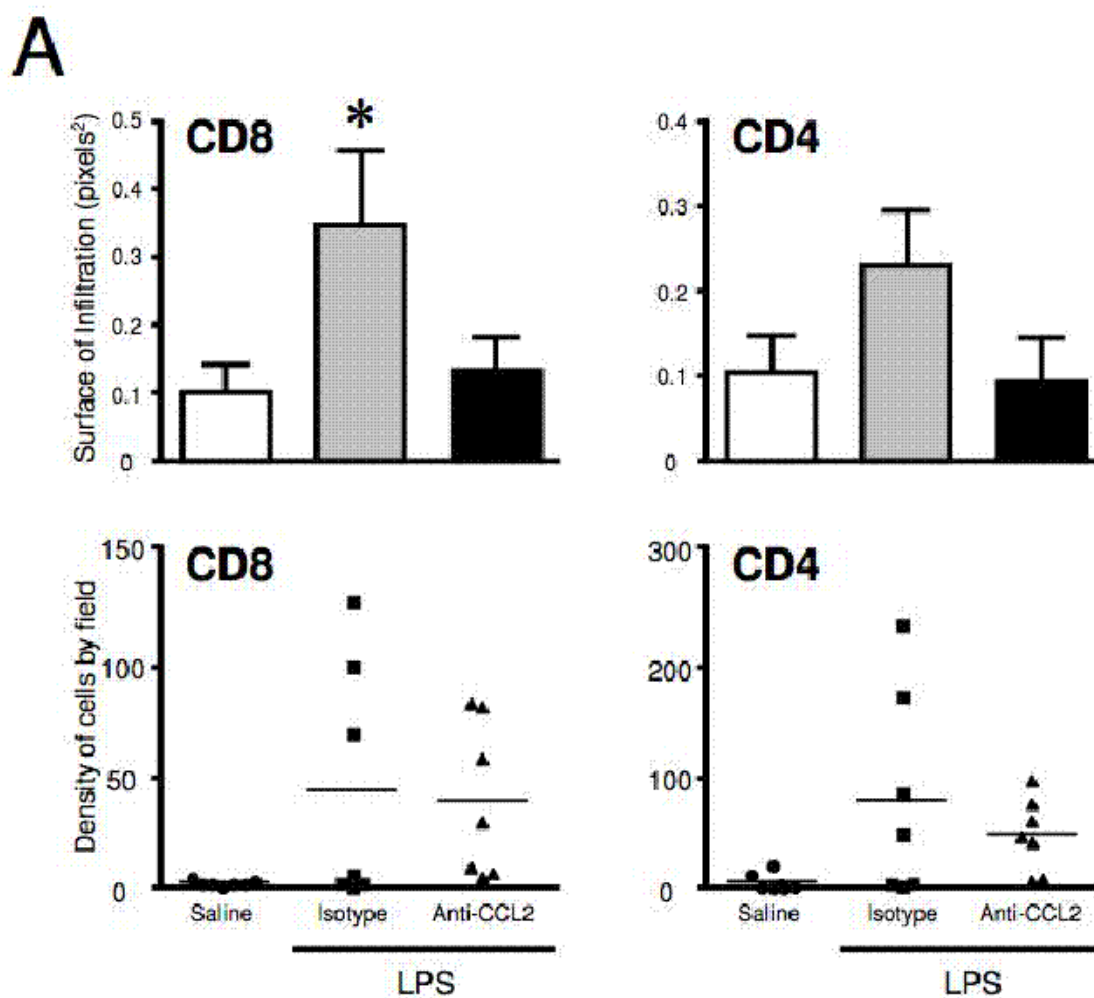 A
Surface of Infiltration (pixels²)
0.5
0.4
0.3
0.2
0.1
0
CD8
*
0.4
0.3
0.2
0.1
0
CD4
Density of cells by field
150
100
50
0
CD8
Saline
Isotype
Anti-CCL2
LPS
300
200
100
0
CD4
Saline
Isotype
Anti-CCL2
LPS